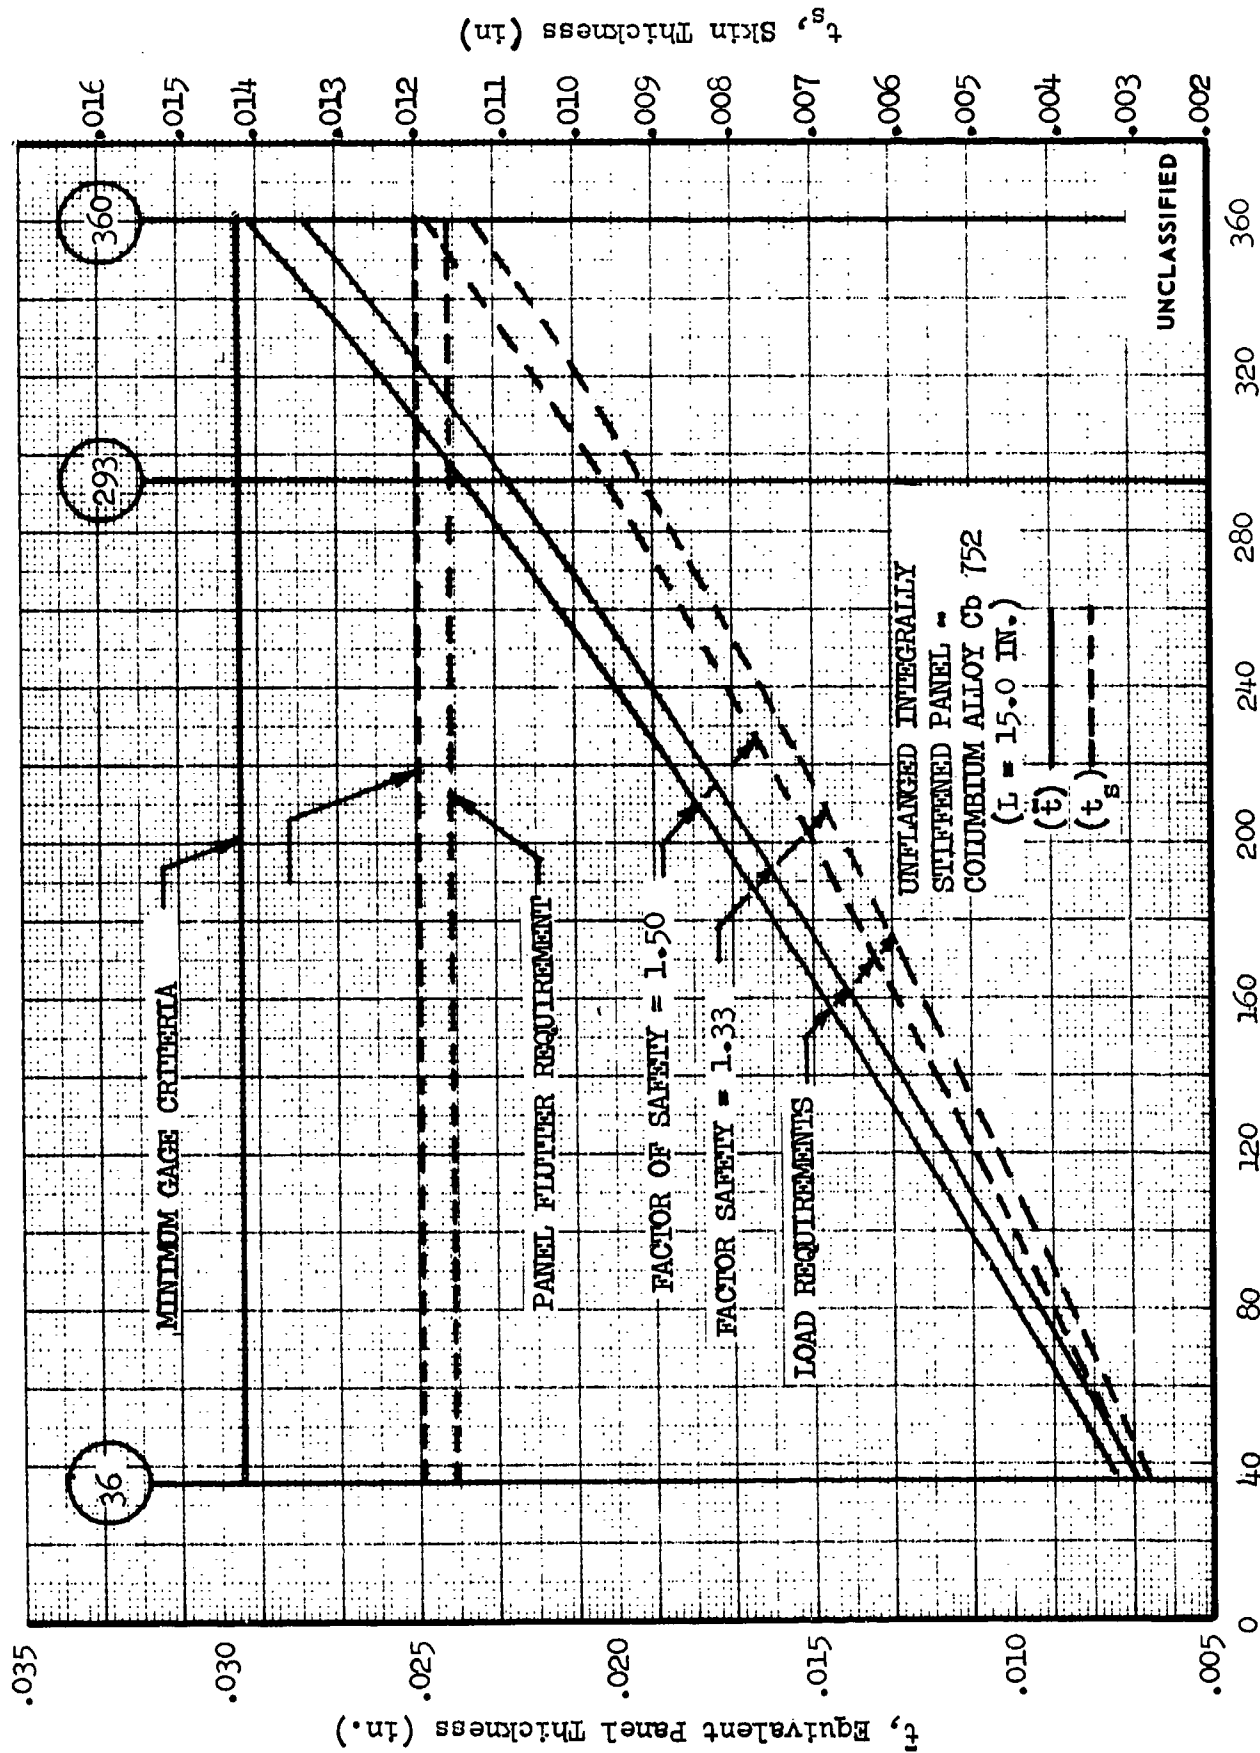 t̄, Equivalent Panel Thickness (in.)
.035
.030
.025
.020
.015
.010
.005
36
293
360
MINIMUM GAGE CRITERIA
PANEL FLUTTER REQUIREMENT
FACTOR OF SAFETY = 1.50
FACTOR SAFETY = 1.33
LOAD REQUIREMENTS
UNFLANGED INTEGRALLY
STIFFENED PANEL -
COLUMBIUM ALLOY Cb 752
(L = 15.0 IN.)
(t̄)
(ts)
UNCLASSIFIED
0
40
80
120
160
200
240
280
320
360
.016
.015
.014
.013
.012
.011
.010
.009
.008
.007
.006
.005
.004
.003
.002
ts, Skin Thickness (in)